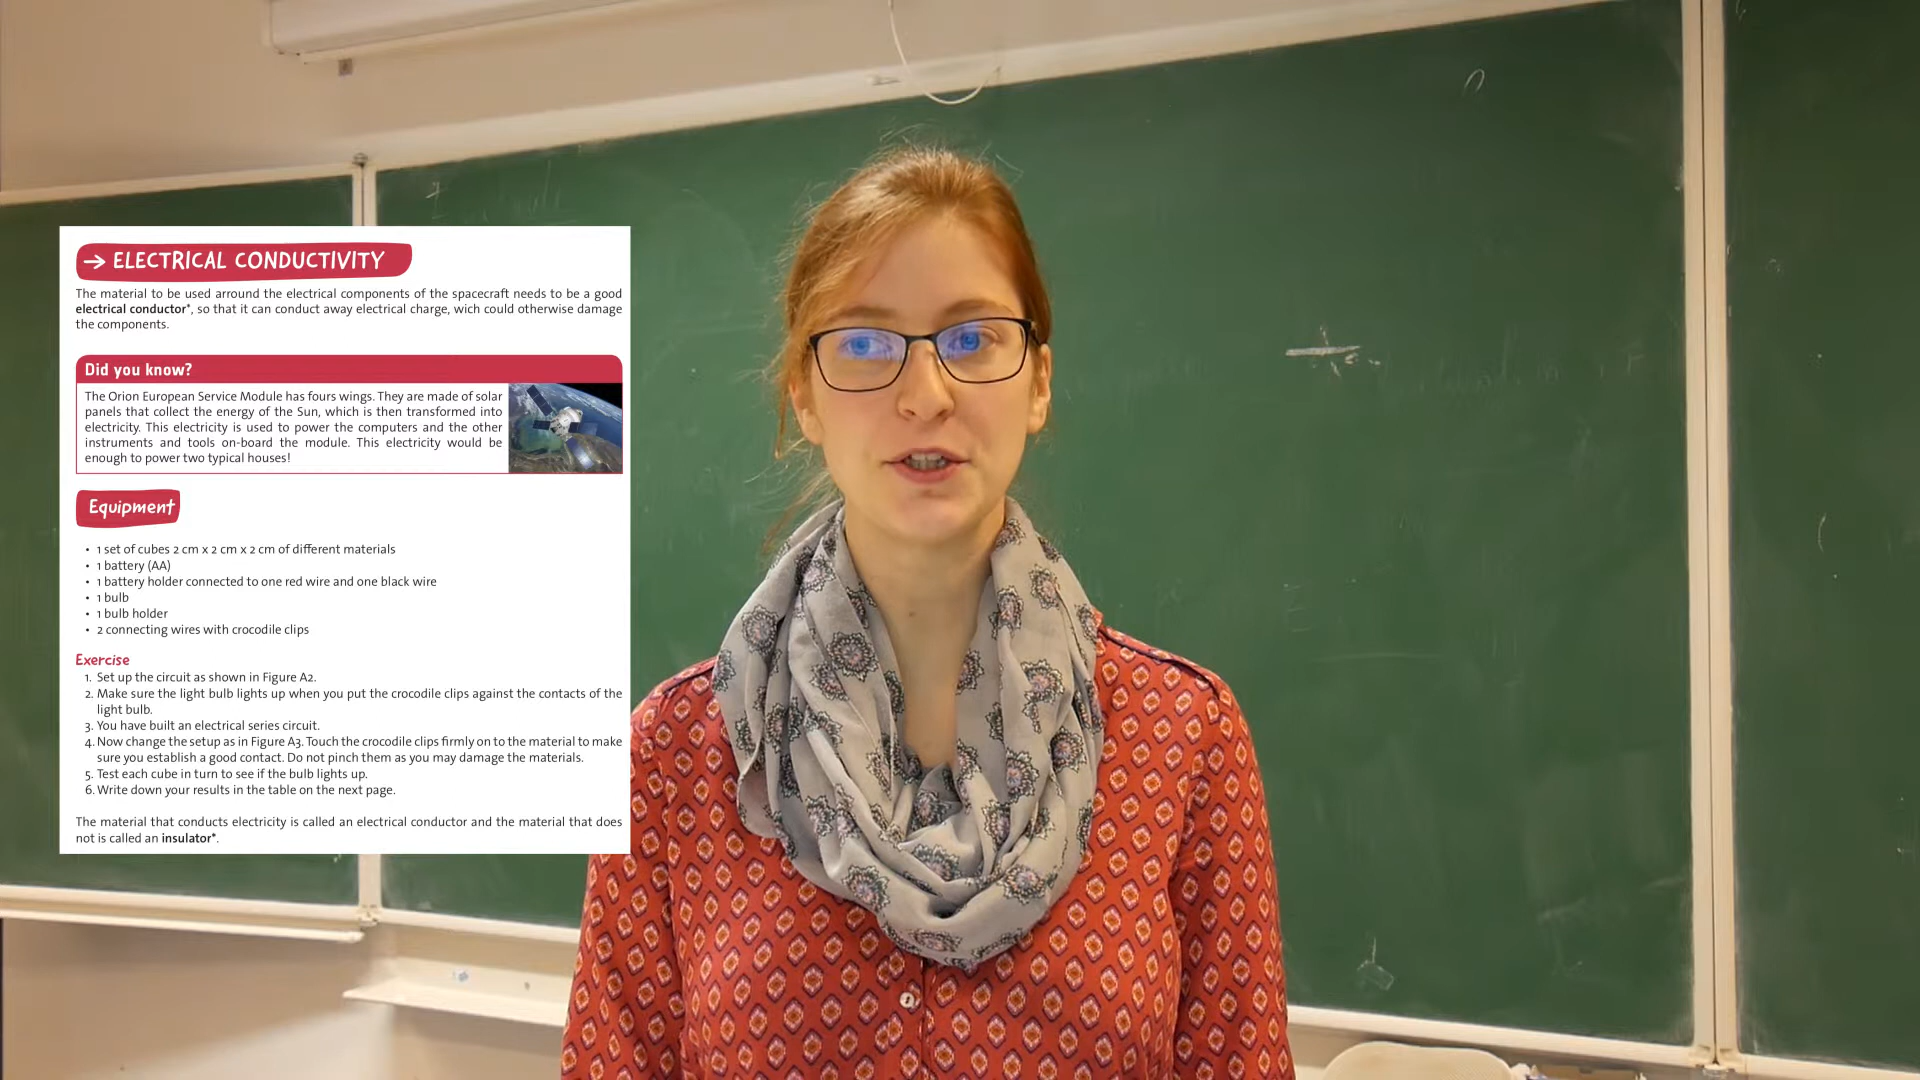 → ELECTRICAL CONDUCTIVITY
The material to be used arround the electrical components of the spacecraft needs to be a good
electrical conductor*, so that it can conduct away electrical charge, wich could otherwise damage
the components.
Did you know?
The Orion European Service Module has fours wings. They are made of solar
panels that collect the energy of the Sun, which is then transformed into
electricity. This electricity is used to power the computers and the other
instruments and tools on-board the module. This electricity would be
enough to power two typical houses!
Equipment
• 1 set of cubes 2 cm x 2 cm x 2 cm of different materials
• 1 battery (AA)
• 1 battery holder connected to one red wire and one black wire
• 1 bulb
• 1 bulb holder
• 2 connecting wires with crocodile clips
Exercise
1. Set up the circuit as shown in Figure A2.
2. Make sure the light bulb lights up when you put the crocodile clips against the contacts of the
light bulb.
3. You have built an electrical series circuit.
4. Now change the setup as in Figure A3. Touch the crocodile clips firmly on to the material to make
sure you establish a good contact. Do not pinch them as you may damage the materials.
5. Test each cube in turn to see if the bulb lights up.
6. Write down your results in the table on the next page.
The material that conducts electricity is called an electrical conductor and the material that does
not is called an insulator*.